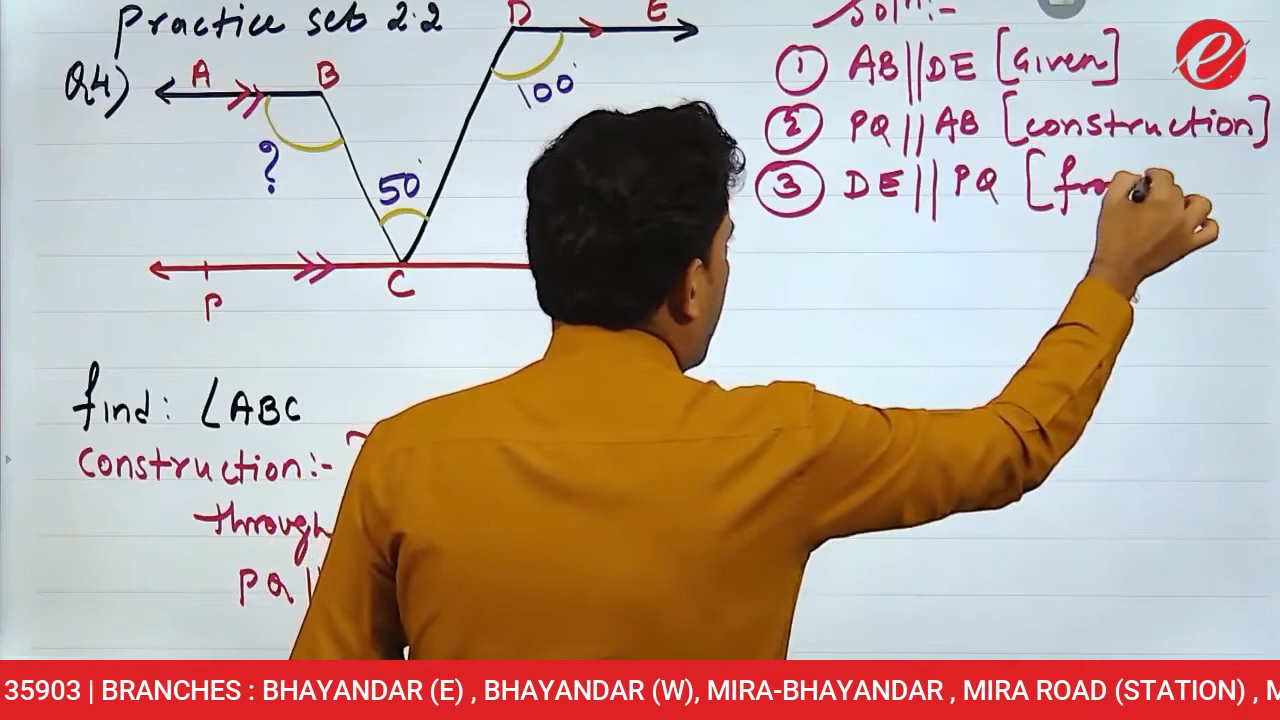 Practice set 2.2
Soln:-
Q4)
A
B
D
E
100°
?
50°
P
C
① AB||DE [Given]
② PQ||AB [construction]
③ DE||PQ [fro
find: ∠ABC
construction:-
through
PQ ||
35903 | BRANCHES : BHAYANDAR (E) , BHAYANDAR (W), MIRA-BHAYANDAR , MIRA ROAD (STATION) , M